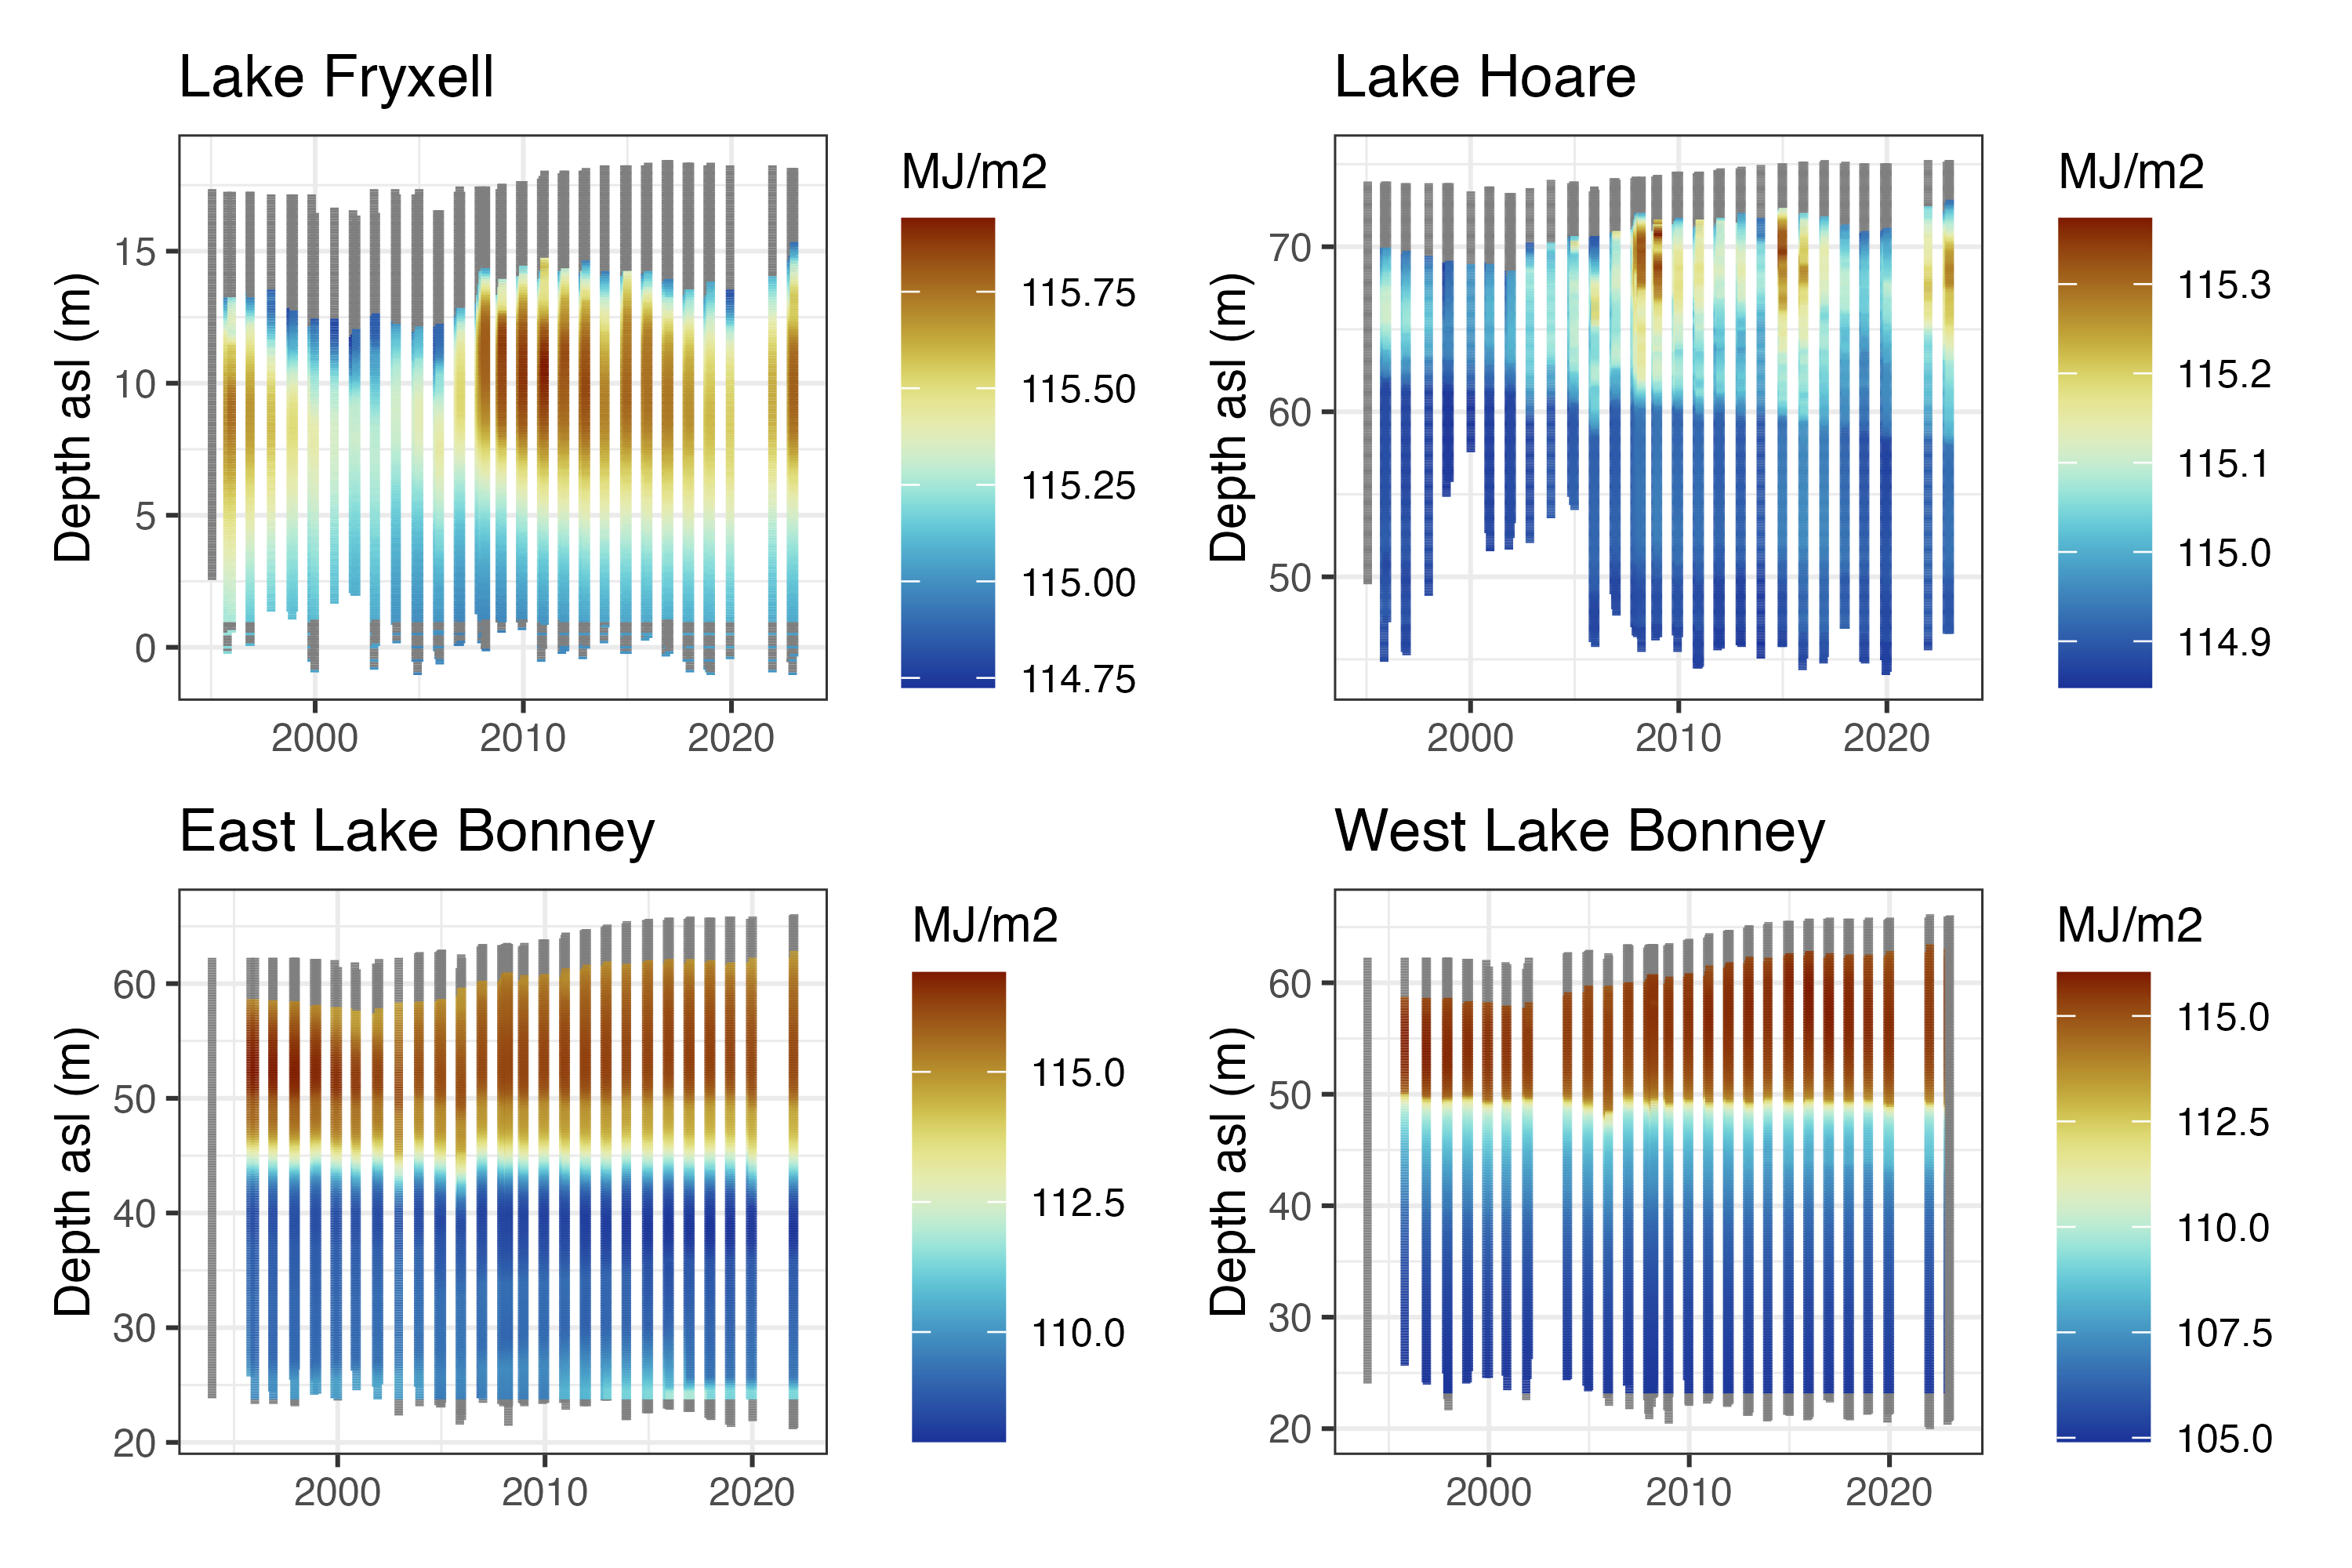 Lake Fryxell
Depth asl (m)
15
10
5
0
2000 2010 2020
MJ/m2
115.75
115.50
115.25
115.00
114.75
Lake Hoare
Depth asl (m)
70
60
50
2000 2010 2020
MJ/m2
115.3
115.2
115.1
115.0
114.9
East Lake Bonney
Depth asl (m)
60
50
40
30
20
2000 2010 2020
MJ/m2
115.0
112.5
110.0
West Lake Bonney
Depth asl (m)
60
50
40
30
20
2000 2010 2020
MJ/m2
115.0
112.5
110.0
107.5
105.0